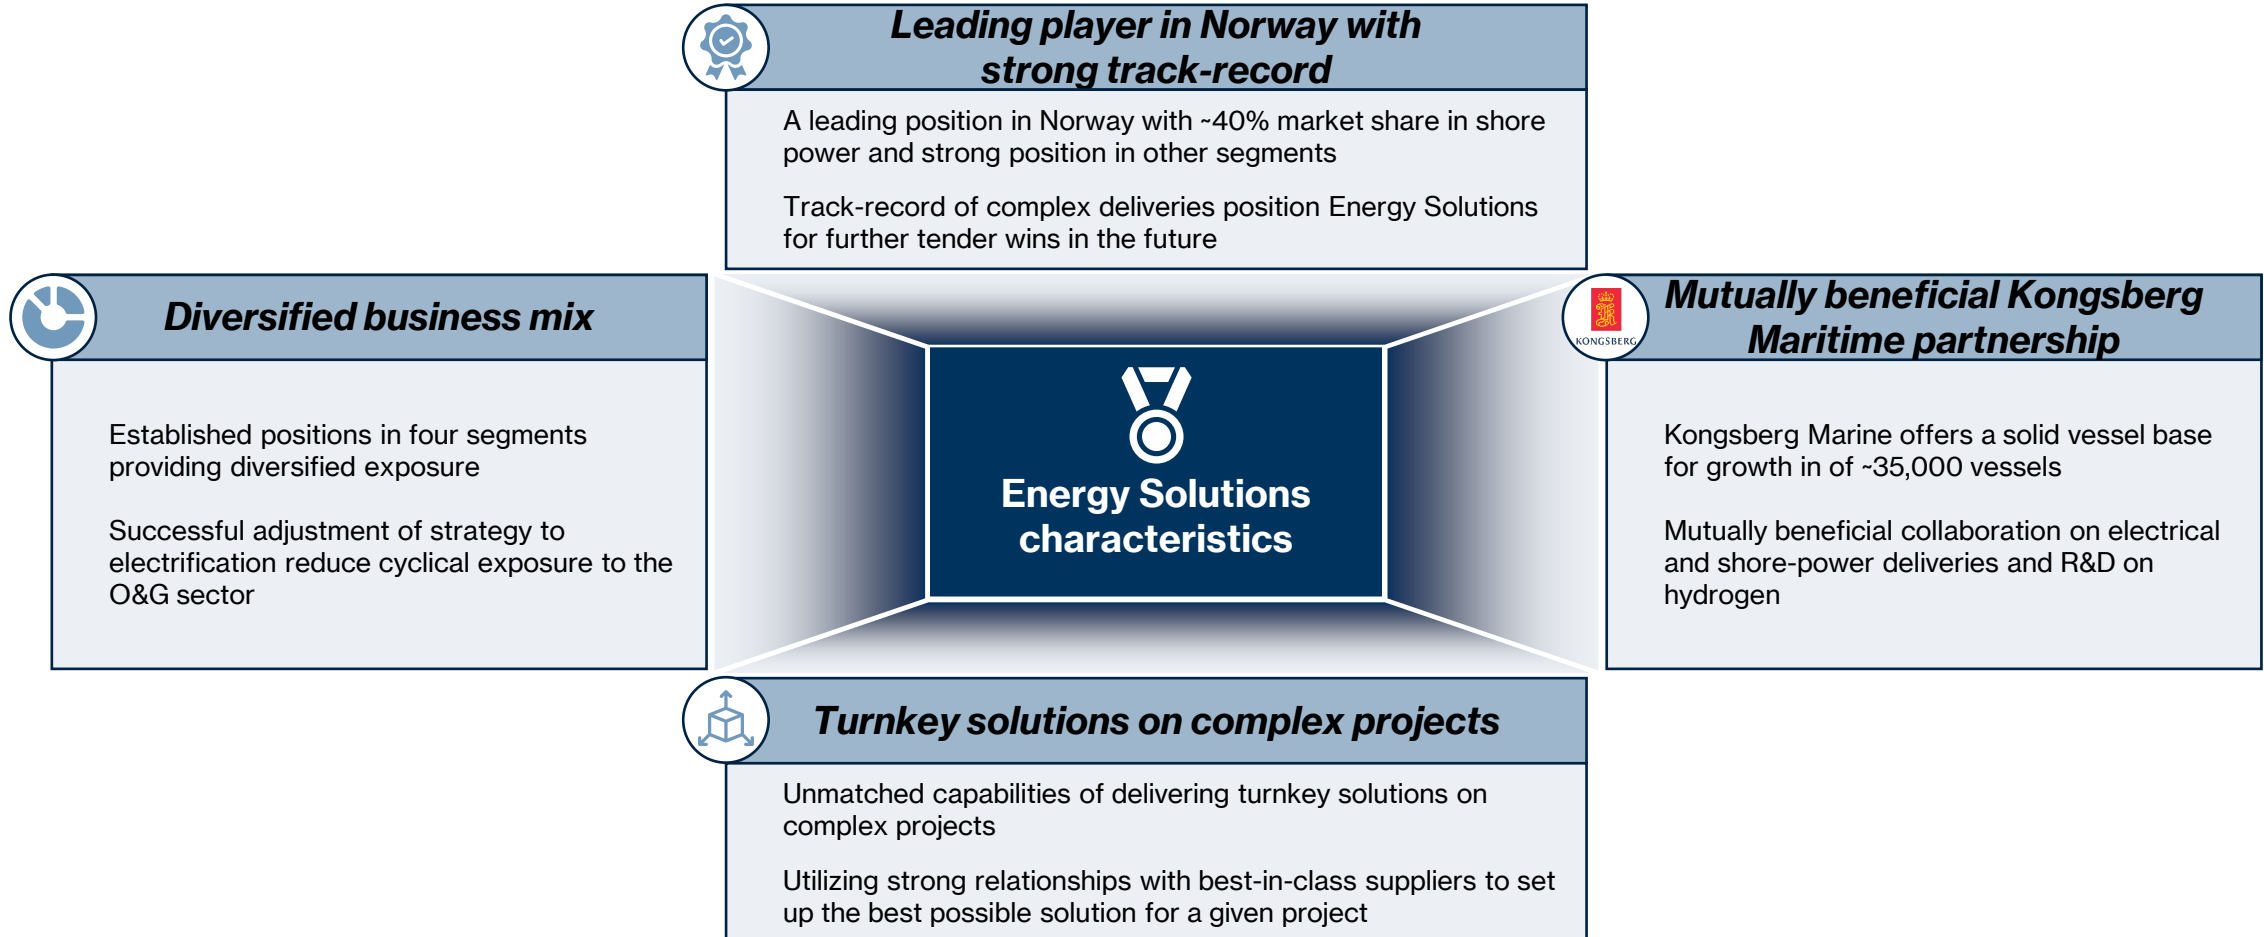 Leading player in Norway with
strong track-record
A leading position in Norway with ~40% market share in shore
power and strong position in other segments
Track-record of complex deliveries position Energy Solutions
for further tender wins in the future
Diversified business mix
Established positions in four segments
providing diversified exposure
Successful adjustment of strategy to
electrification reduce cyclical exposure to the
O&G sector
Energy Solutions
characteristics
KONGSBERG
Mutually beneficial Kongsberg
Maritime partnership
Kongsberg Marine offers a solid vessel base
for growth in of ~35,000 vessels
Mutually beneficial collaboration on electrical
and shore-power deliveries and R&D on
hydrogen
Turnkey solutions on complex projects
Unmatched capabilities of delivering turnkey solutions on
complex projects
Utilizing strong relationships with best-in-class suppliers to set
up the best possible solution for a given project